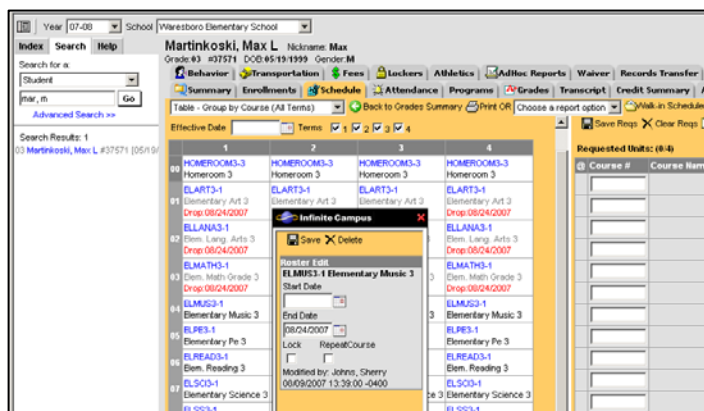 Year 07-08 School Waresboro Elementary School
Index Search Help
Search for a:
Student
mar, m Go
Advanced Search >>
Search Results: 1
03 Martinkoski, Max L #37571 [05/19/
Martinkoski, Max L Nickname: Max
Grade:03 #37571 DOB:05/19/1999 Gender:M
Behavior Transportation Fees Lockers Athletics AdHoc Reports Waiver Records Transfer
Summary Enrollments Schedule Attendance Programs Grades Transcript Credit Summary
Table - Group by Course (All Terms) Back to Grades Summary Print OR Choose a report option Walk-in Schedule
Effective Date Terms 1 2 3 4
Save Reqs Clear Reqs
Requested Units: (0/4)
@ Course # Course Nam
1 2 3 4
00 HOMEROOM3-3 HOMEROOM3-3 HOMEROOM3-3 HOMEROOM3-3
Homeroom 3 Homeroom 3 Homeroom 3 Homeroom 3
01 ELART3-1 ELART3-1 ELART3-1 ELART3-1
Elementary Art 3 Elementary Art 3 Elementary Art 3 Elementary Art 3
Drop:08/24/2007 Drop:08/24/2007
02 ELLANA3-1 ELLANA3-1
Elem. Lang. Arts 3 Elem. Lang. Arts 3
Drop:08/24/2007 Drop:08/24/2007
03 ELMATH3-1 ELMATH3-1
Elem. Math Grade 3 Elem. Math Grade 3
Drop:08/24/2007 Drop:08/24/2007
04 ELMUS3-1 ELMUS3-1
Elementary Music 3 3 Elementary Music 3
05 ELPE3-1 ELPE3-1
Elementary Pe 3 Elementary Pe 3
06 ELREAD3-1 ELREAD3-1
Elem. Reading 3 Elem. Reading 3
07 ELSCI3-1 ELSCI3-1
Elementary Science 3 e 3 Elementary Science 3
ELSS3-1 ELSS3-1
Infinite Campus
Save Delete
Roster Edit
ELMUS3-1 Elementary Music 3
Start Date
End Date
08/24/2007
Lock RepeatCourse
Modified by: Johns, Sherry
08/09/2007 13:39:00 -0400